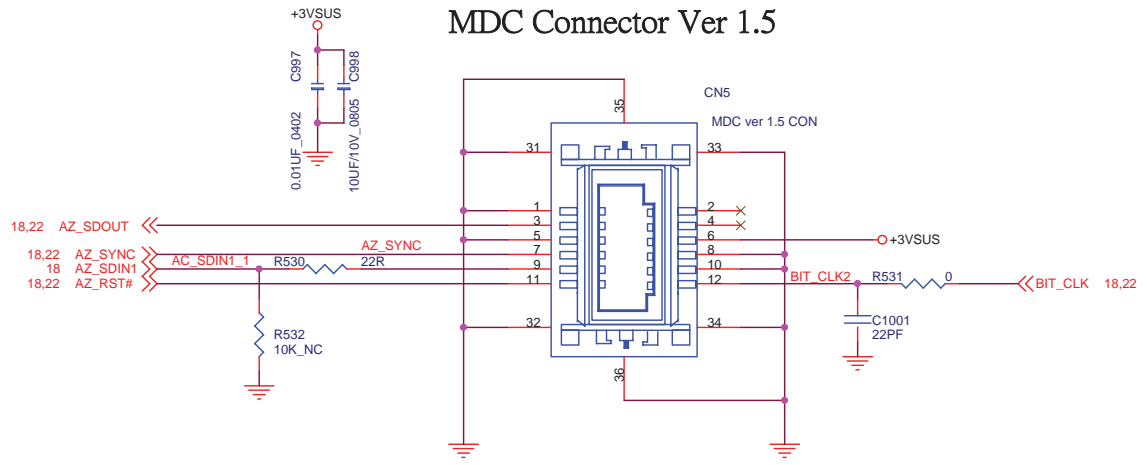 MDC Connector Ver 1.5
+3VSUS
C997
C998
0.01UF_0402
10UF/10V_0805
CN5
MDC ver 1.5 CON
35
31
33
1
2
18,22 AZ_SDOUT
3
4
5
6
+3VSUS
18,22 AZ_SYNC
AZ_SYNC
7
8
18 AZ_SDIN1
AC_SDIN1_1
R530
22R
9
10
18,22 AZ_RST#
11
12
BIT_CLK2
R531
0
BIT_CLK 18,22
R532
10K_NC
32
34
C1001
22PF
36